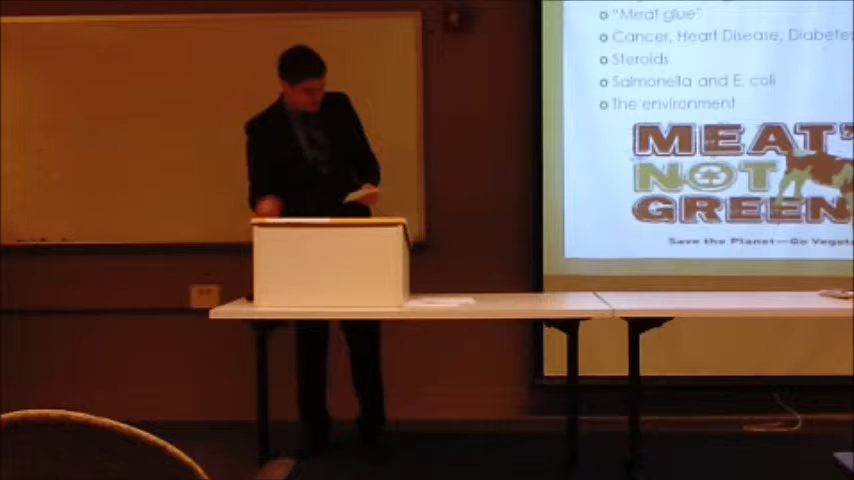 "Meat glue"
Cancer, Heart Disease, Diabetes
Steroids
Salmonella and E. coli
The environment
MEAT'S
NOT
GREEN
Save the Planet—Go